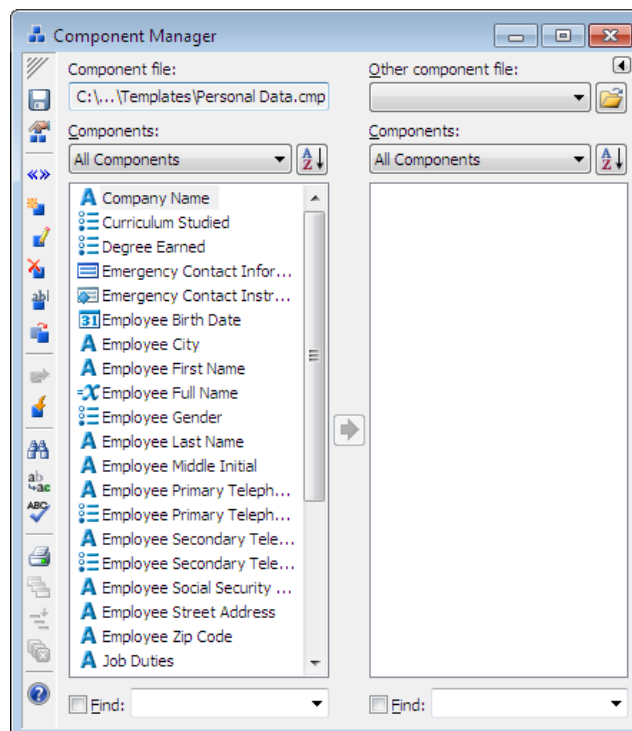 Component Manager
Component file:
Other component file:
C:\...\Templates\Personal Data.cmp
Components:
Components:
All Components
All Components
Company Name
Curriculum Studied
Degree Earned
Emergency Contact Infor...
Emergency Contact Instr...
Employee Birth Date
Employee City
Employee First Name
Employee Full Name
Employee Gender
Employee Last Name
Employee Middle Initial
Employee Primary Teleph...
Employee Primary Teleph...
Employee Secondary Tele...
Employee Secondary Tele...
Employee Social Security ...
Employee Street Address
Employee Zip Code
Job Duties
Find:
Find: